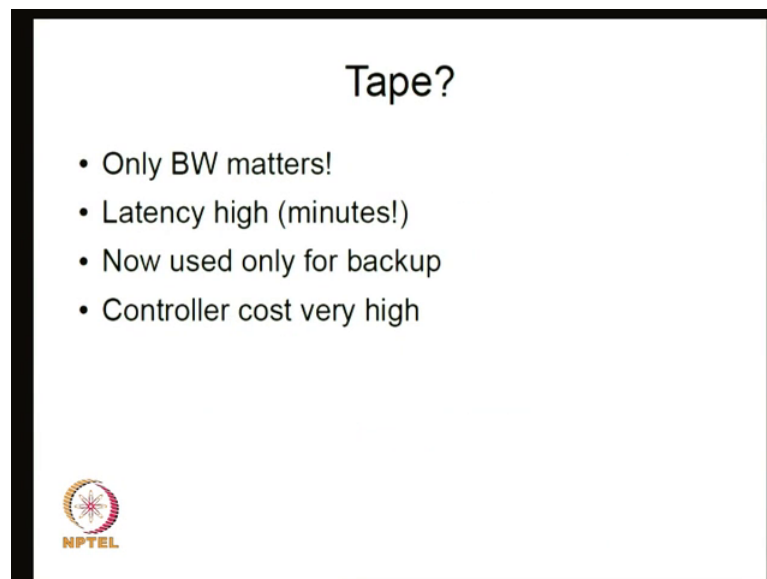 Tape?
• Only BW matters!
• Latency high (minutes!)
• Now used only for backup
• Controller cost very high
NPTEL